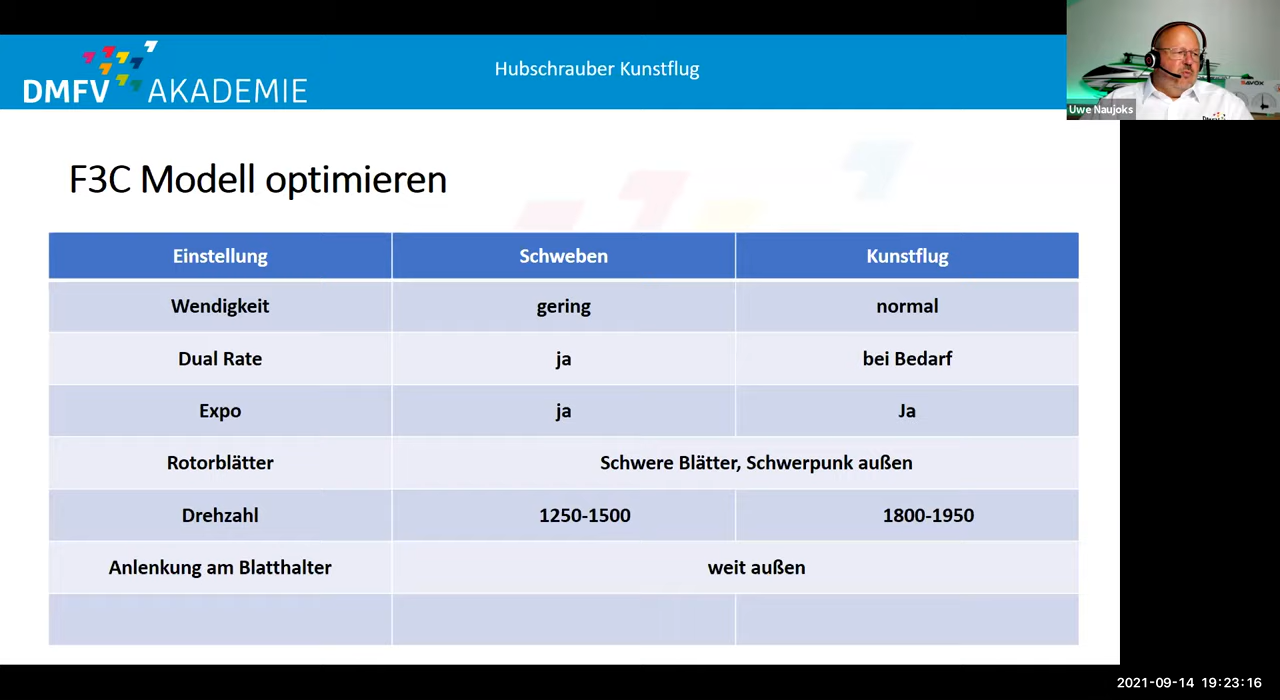 DMFV AKADEMIE
Hubschrauber Kunstflug
Uwe Naujoks
F3C Modell optimieren
Einstellung Schweben Kunstflug
Wendigkeit gering normal
Dual Rate ja bei Bedarf
Expo ja Ja
Rotorblätter Schwere Blätter, Schwerpunk außen
Drehzahl 1250-1500 1800-1950
Anlenkung am Blatthalter weit außen
2021-09-14 19:23:16